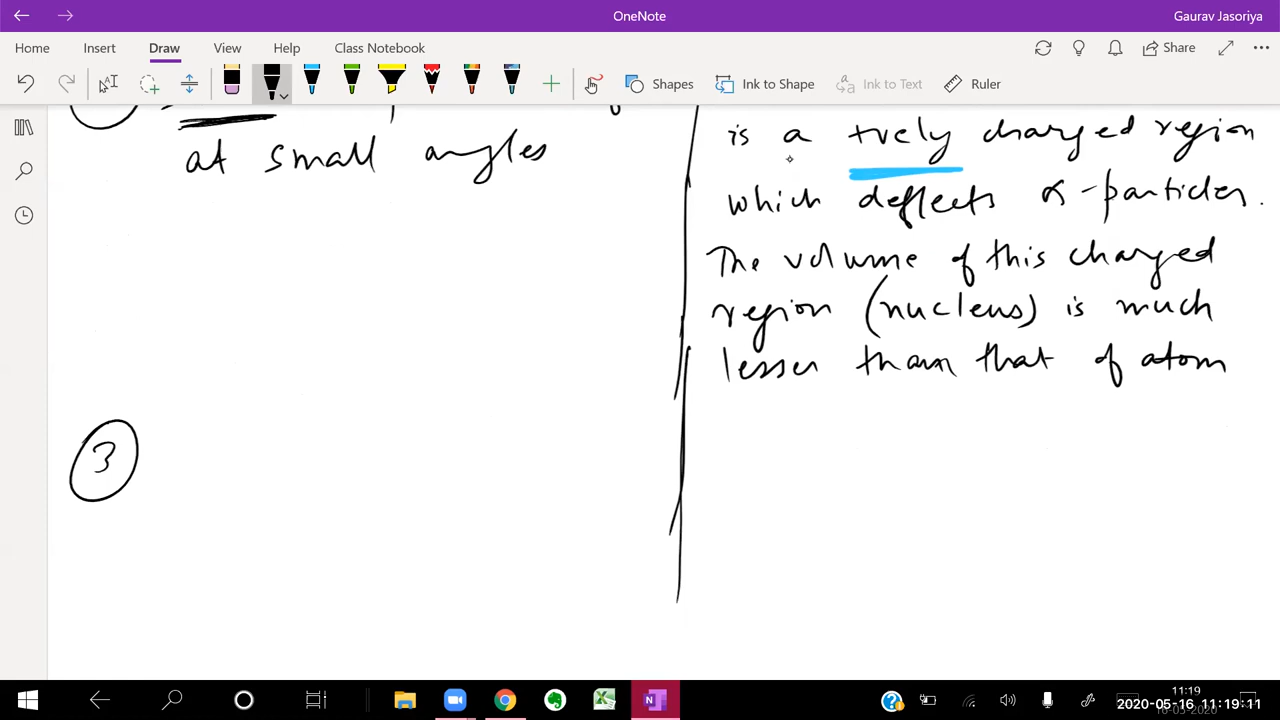 OneNote
Gaurav Jasoriya
Home Insert Draw View Help Class Notebook
Share
Shapes Ink to Shape Ink to Text Ruler
at small angles
3
is a +vely charged region
which deflects α-particles.
The volume of this charged
region (nucleus) is much
lesser than that of atom
11:19
2020-05-16 11:19:11